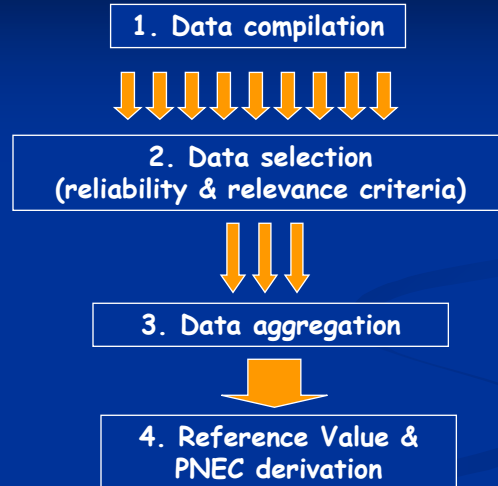 1. Data compilation
2. Data selection
(reliability & relevance criteria)
3. Data aggregation
4. Reference Value &
PNEC derivation